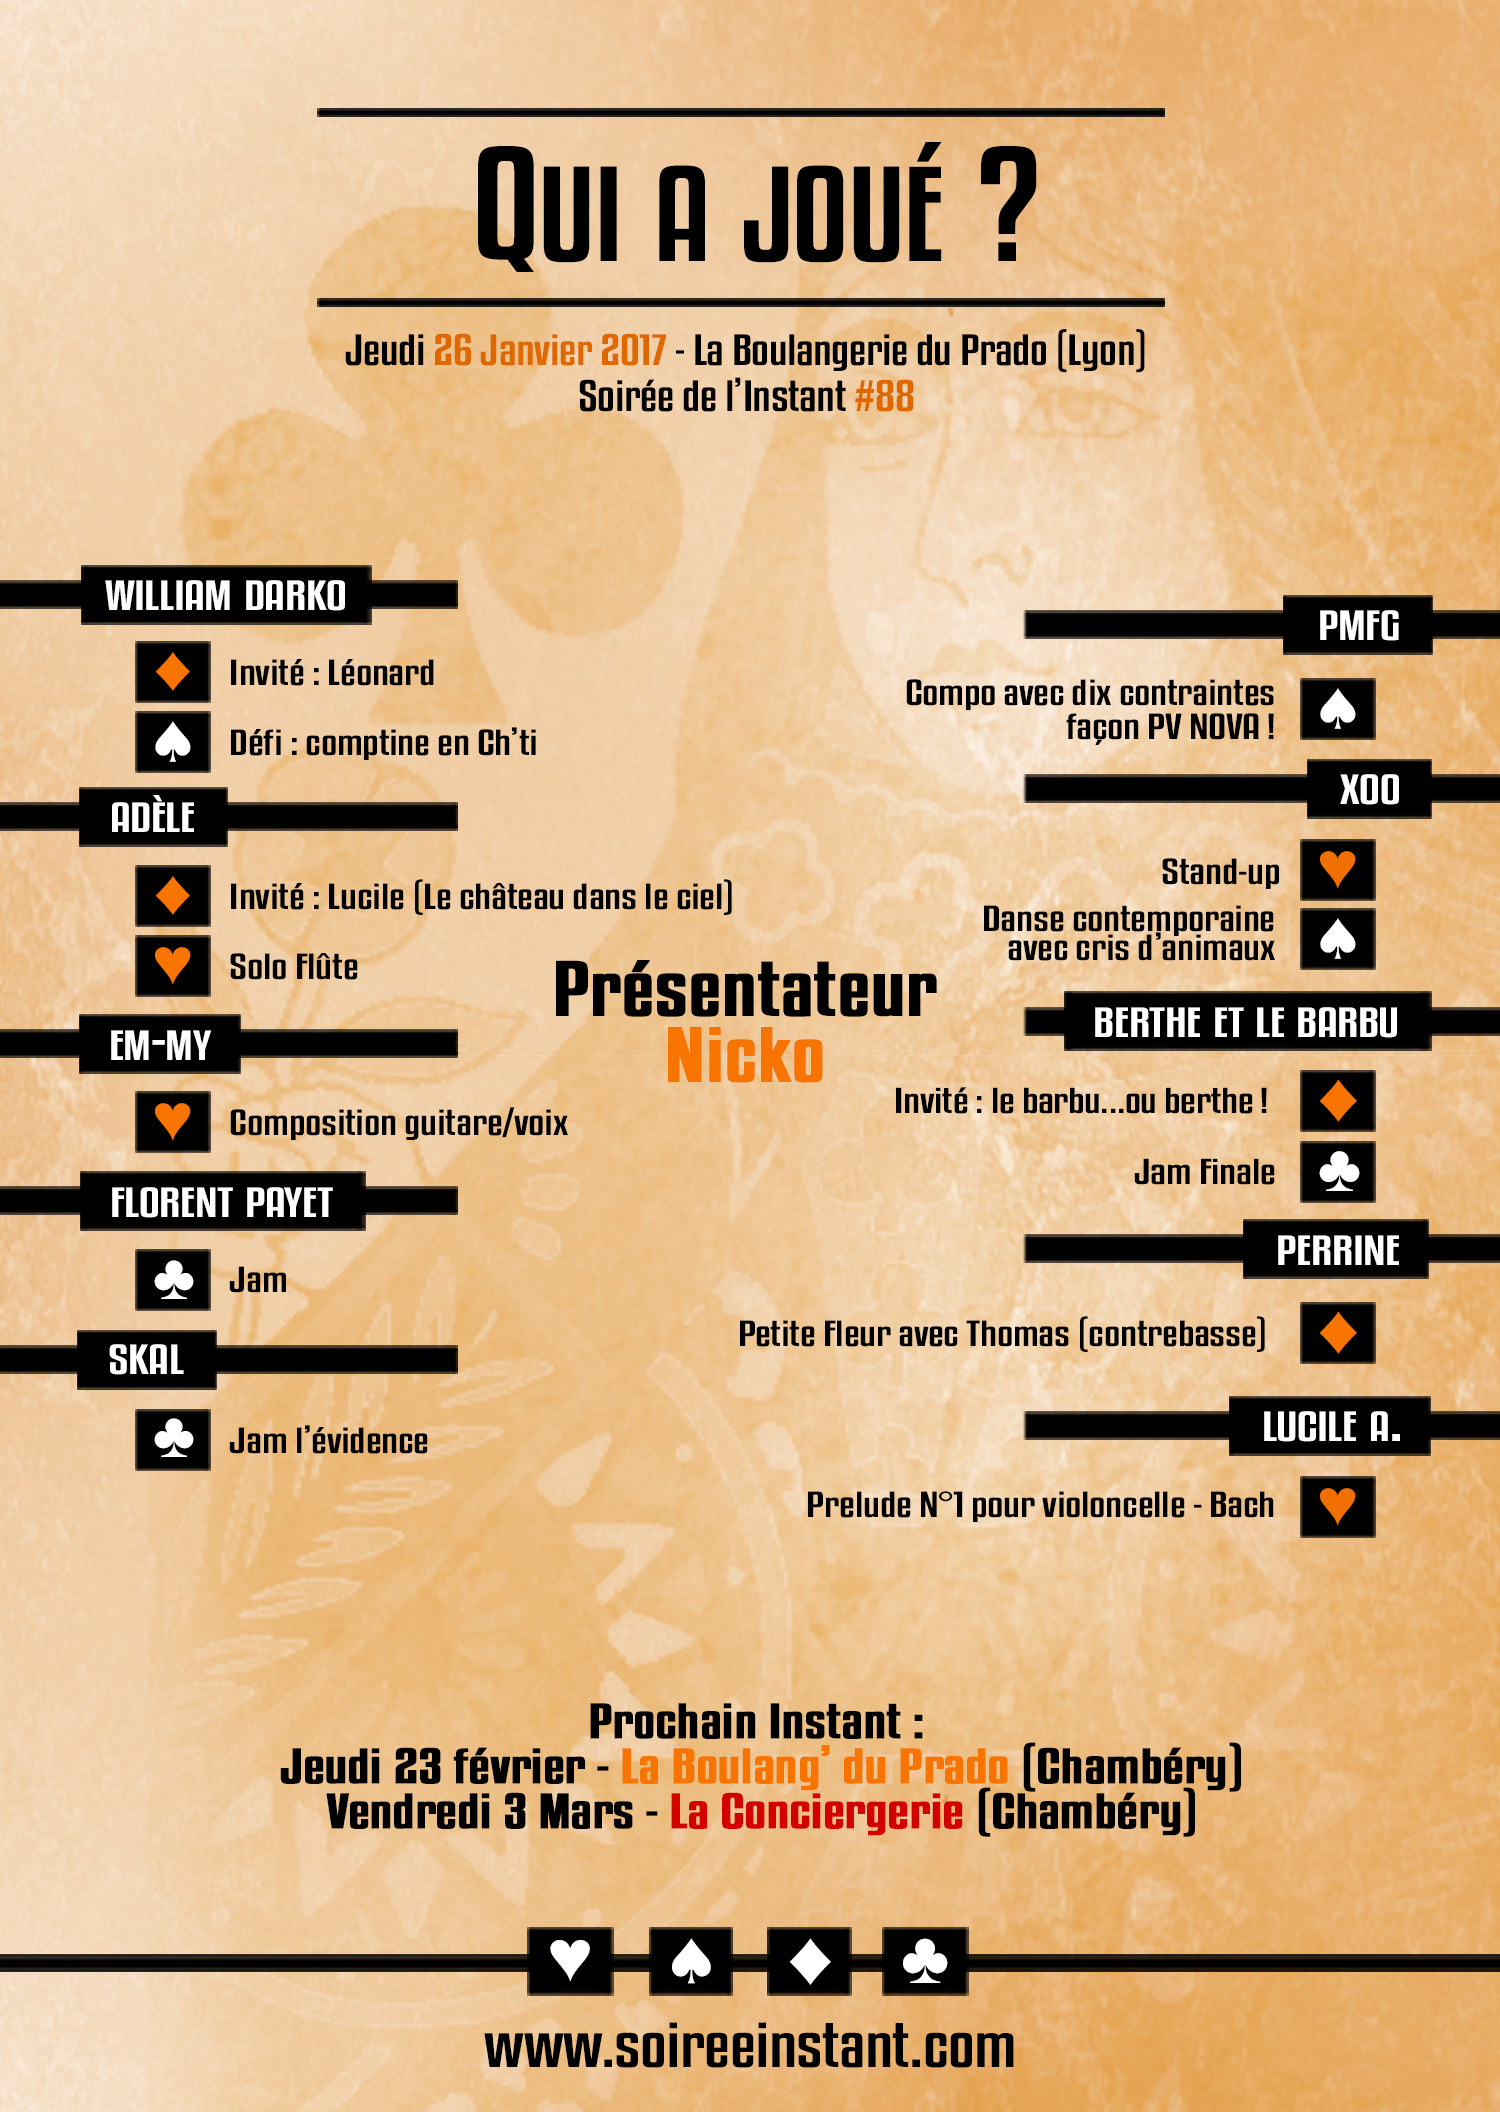 Qui a joué ?
Jeudi 26 Janvier 2017 - La Boulangerie du Prado (Lyon)
Soirée de l'Instant #88
WILLIAM DARKO
Invité : Léonard
Défi : comptine en Ch'ti
ADÈLE
Invité : Lucile (Le château dans le ciel)
Solo Flûte
EM-MY
Composition guitare/voix
FLORENT PAYET
Jam
SKAL
Jam l'évidence
Présentateur
Nicko
PMFG
Compo avec dix contraintes
façon PV NOVA !
XOO
Stand-up
Danse contemporaine
avec cris d'animaux
BERTHE ET LE BARBU
Invité : le barbu...ou berthe !
Jam Finale
PERRINE
Petite Fleur avec Thomas (contrebasse)
LUCILE A.
Prelude N°1 pour violoncelle - Bach
Prochain Instant :
Jeudi 23 février - La Boulang' du Prado (Chambéry)
Vendredi 3 Mars - La Conciergerie (Chambéry)
www.soireeinstant.com